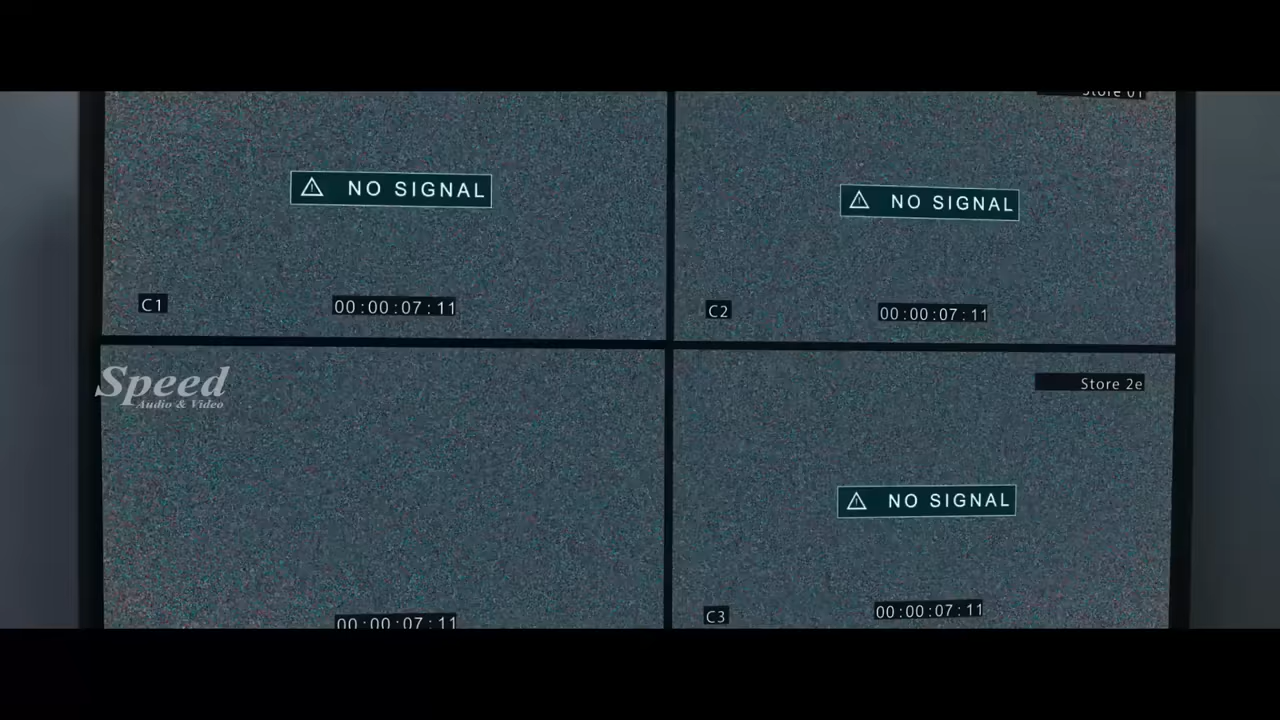 Store 01
NO SIGNAL
NO SIGNAL
C1
00:00:07:11
C2
00:00:07:11
Speed
Audio & Video
Store 2e
NO SIGNAL
00:00:07:11
C3
00:00:07:11